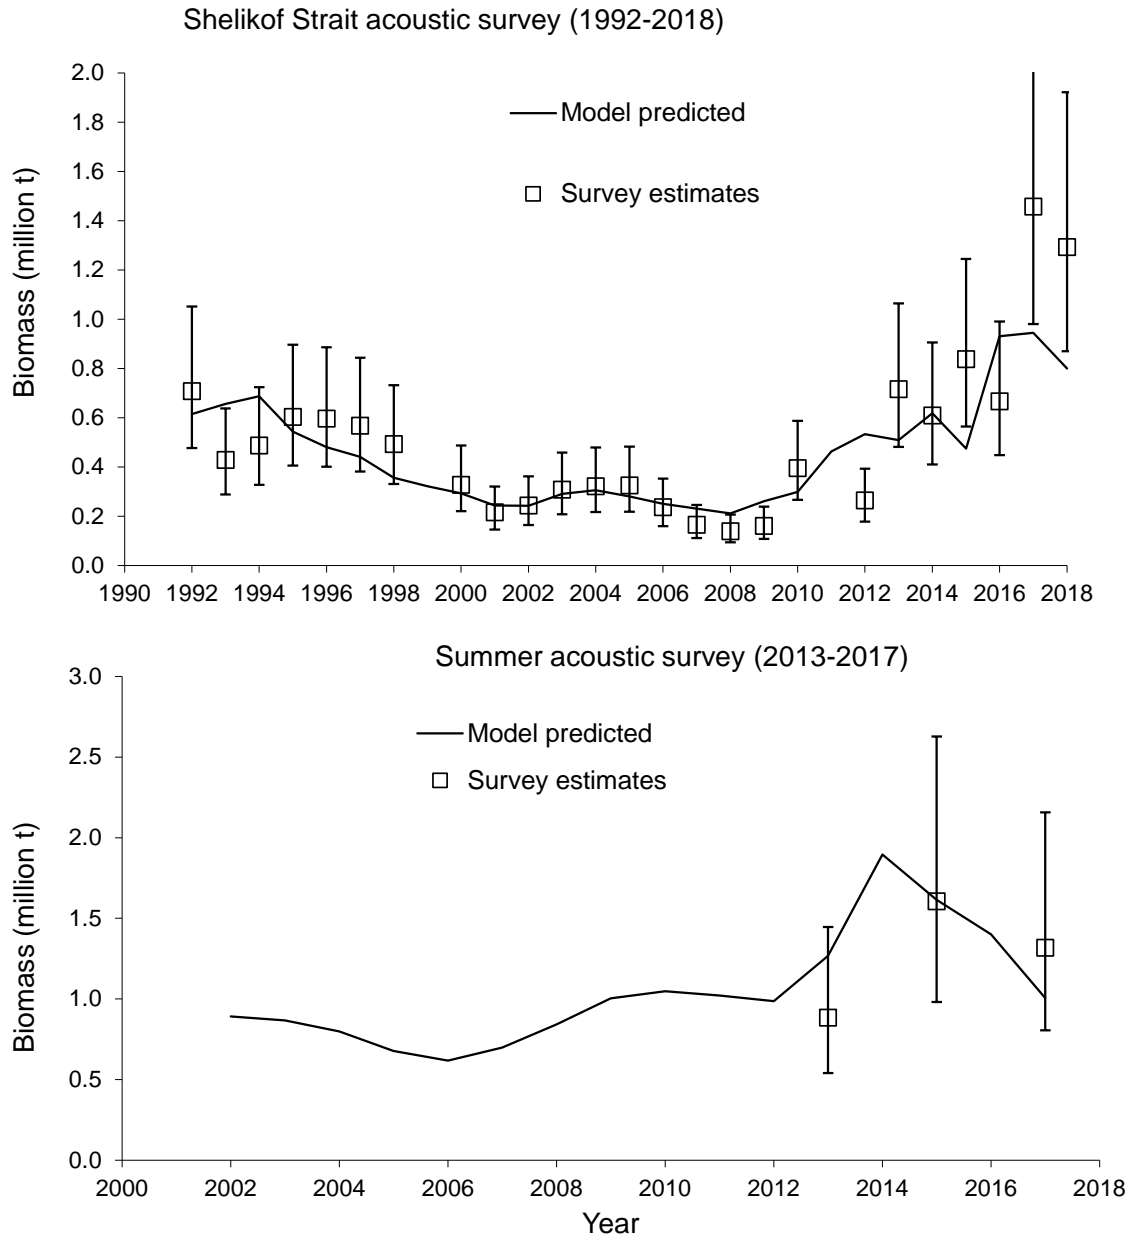 Shelikof Strait acoustic survey (1992-2018)
2.0
1.8
1.6
1.4
1.2
1.0
0.8
0.6
0.4
0.2
0.0
Biomass (million t)
Model predicted
Survey estimates
1990 1992 1994 1996 1998 2000 2002 2004 2006 2008 2010 2012 2014 2016 2018
Summer acoustic survey (2013-2017)
3.0
2.5
2.0
1.5
1.0
0.5
0.0
Biomass (million t)
Model predicted
Survey estimates
2000 2002 2004 2006 2008 2010 2012 2014 2016 2018
Year